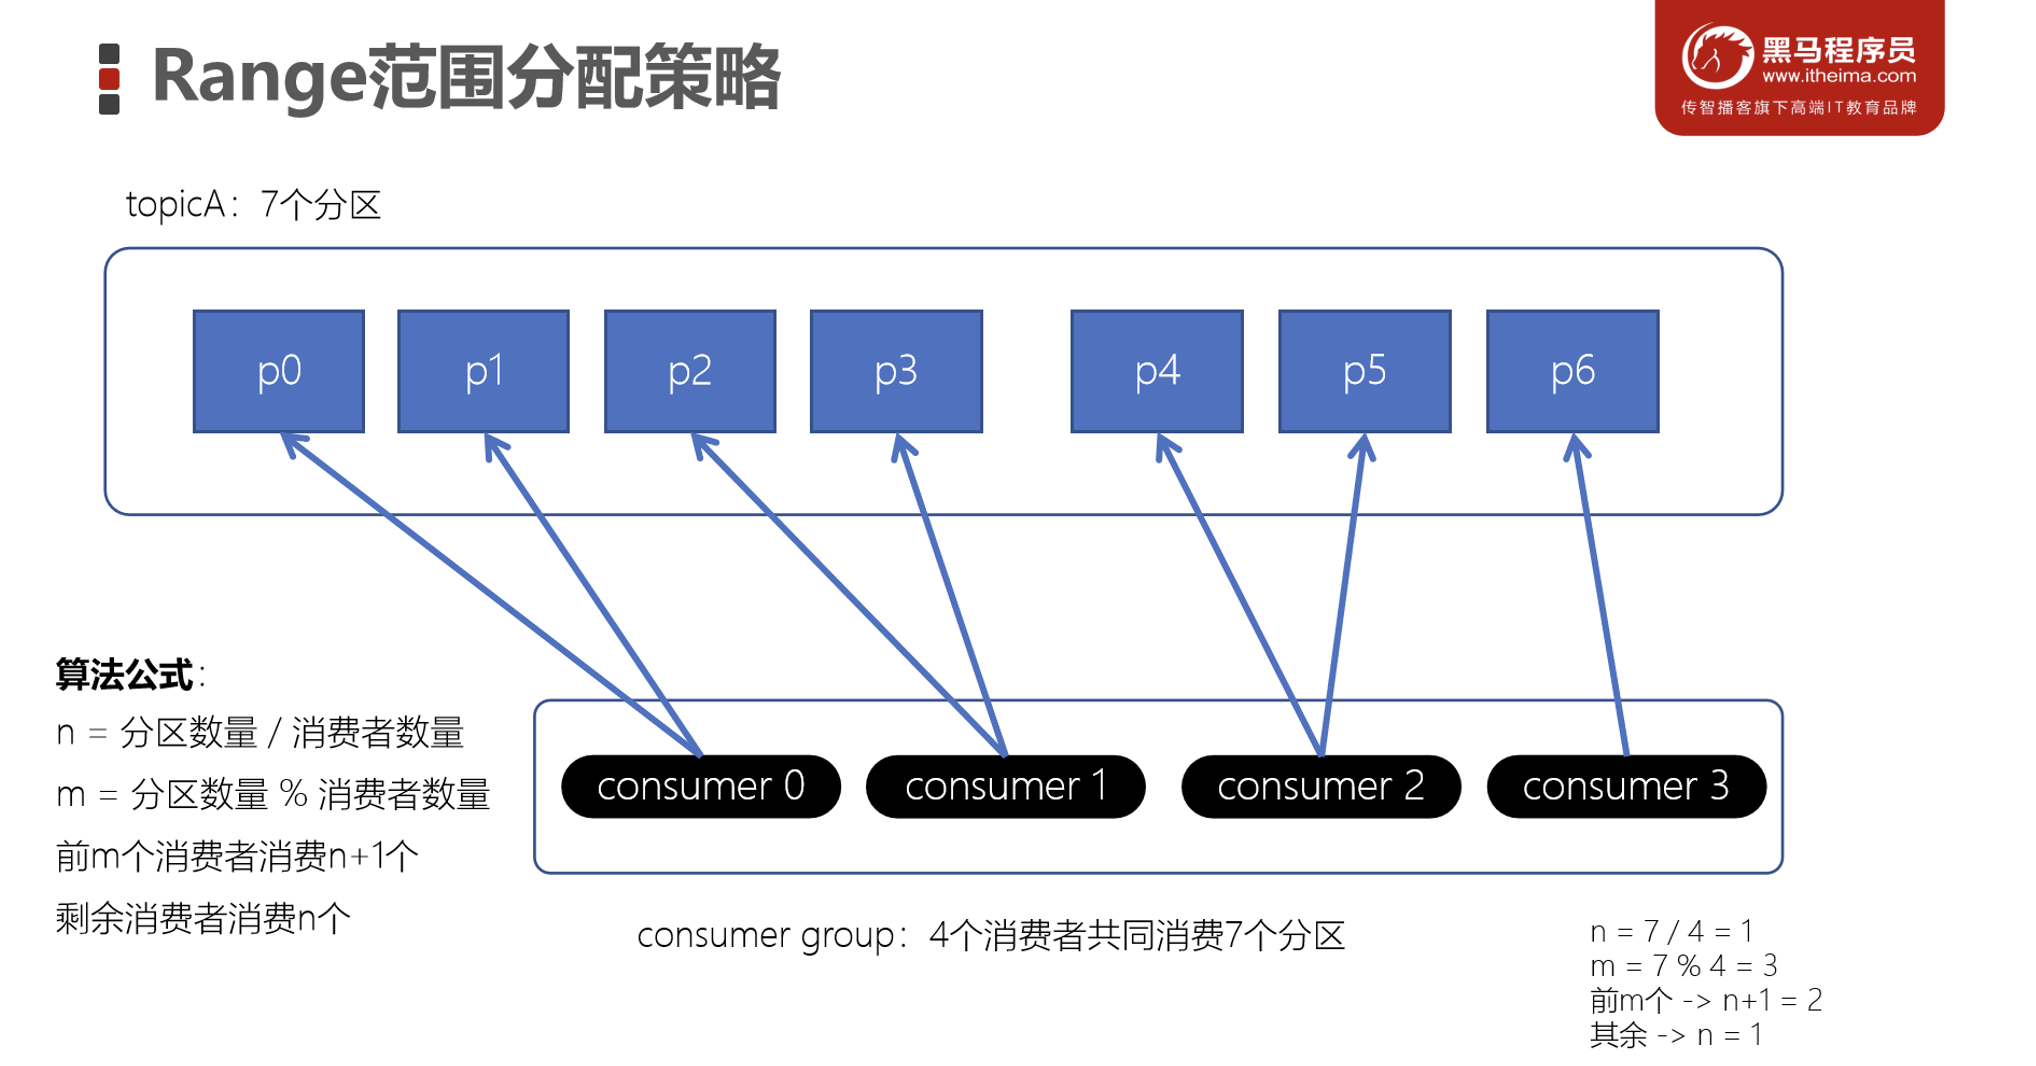 Range范围分配策略
黑马程序员
www.itheima.com
传智播客旗下高端IT教育品牌
topicA：7个分区
p0
p1
p2
p3
p4
p5
p6
算法公式：
n = 分区数量 / 消费者数量
m = 分区数量 % 消费者数量
前m个消费者消费n+1个
剩余消费者消费n个
consumer 0
consumer 1
consumer 2
consumer 3
consumer group：4个消费者共同消费7个分区
n = 7 / 4 = 1
m = 7 % 4 = 3
前m个 -> n+1 = 2
其余 -> n = 1